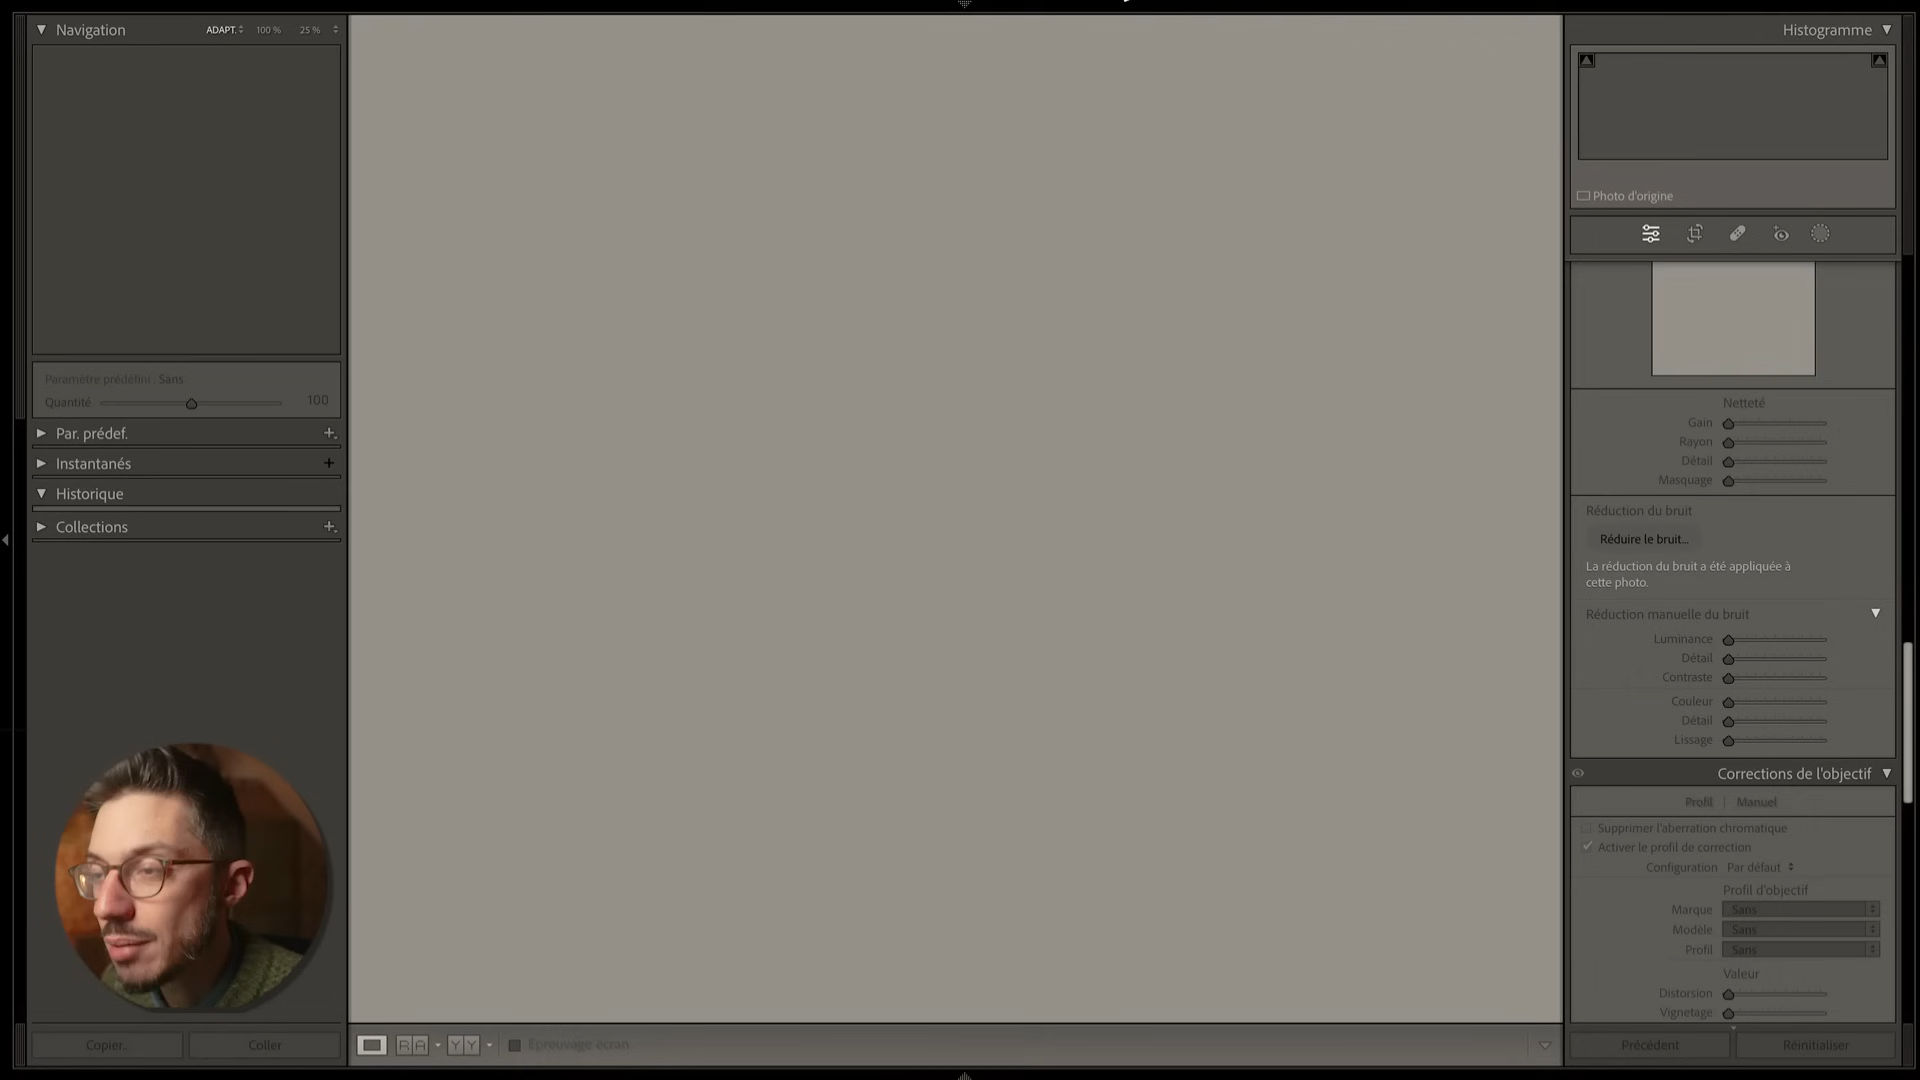 Navigation
ADAPT. 100 % 25 %
Paramètre prédéfini : Sans
Quantité 100
Par. prédéf.
Instantanés
Historique
Collections
Copier...
Coller
R A
Y Y
Epreuvage écran
Histogramme
Photo d'origine
Netteté
Gain
Rayon
Détail
Masquage
Réduction du bruit
Réduire le bruit...
La réduction du bruit a été appliquée à
cette photo.
Réduction manuelle du bruit
Luminance
Détail
Contraste
Couleur
Détail
Lissage
Corrections de l'objectif
Profil | Manuel
Supprimer l'aberration chromatique
Activer le profil de correction
Configuration Par défaut
Profil d'objectif
Marque Sans
Modèle Sans
Profil Sans
Valeur
Distorsion
Vignetage
Précédent
Réinitialiser